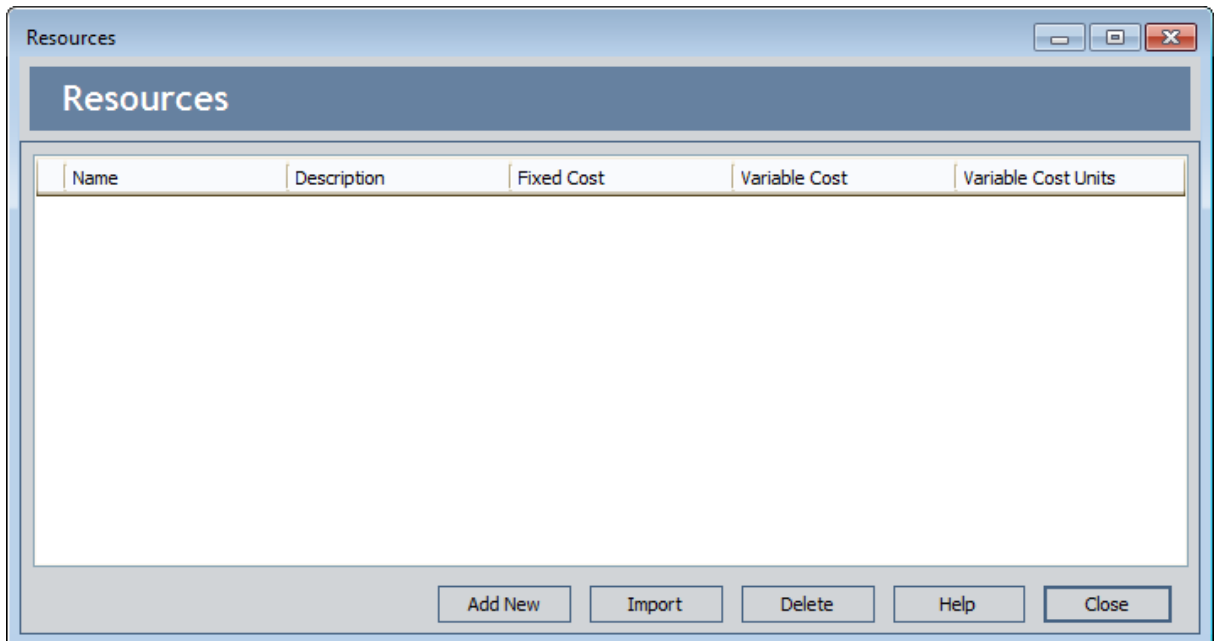 Resources
Resources
Name Description Fixed Cost Variable Cost Variable Cost Units
Add New Import Delete Help Close